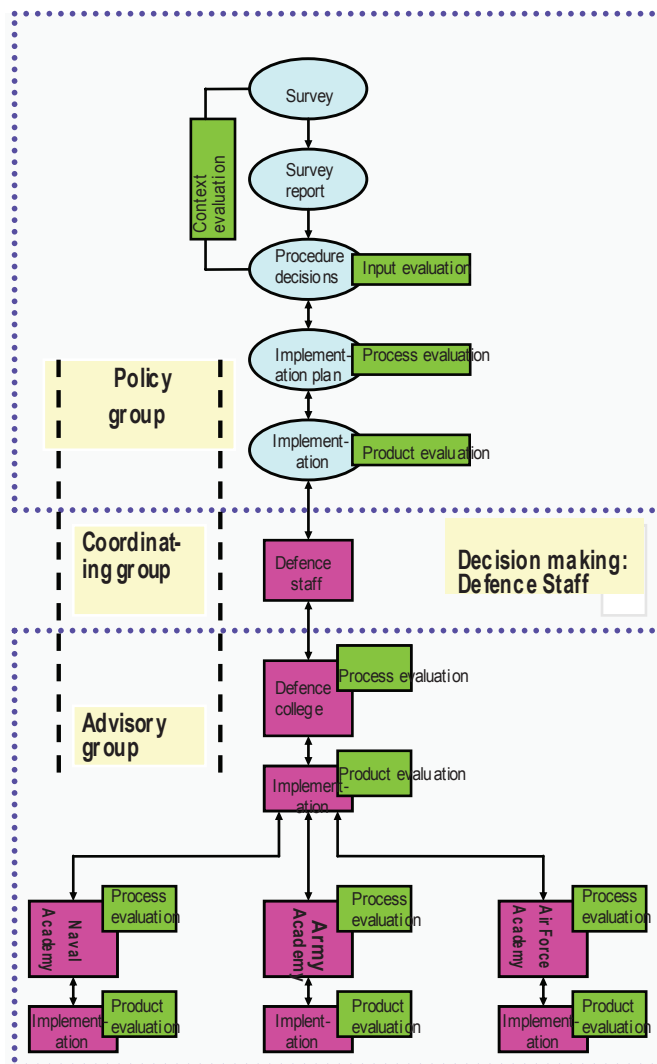 Survey
Context
evaluation
Survey
report
Procedure
decisions
Input evaluation
Implement-
ation plan
Process evaluation
Policy
group
Implement-
ation
Product evaluation
Coordinat-
ing group
Defence
staff
Decision making:
Defence Staff
Process evaluation
Defence
college
Advisory
group
Product evaluation
Implement-
ation
Process
evaluation
Naval
Academy
Process
evaluation
Army
Academy
Process
evaluation
Air Force
Academy
Product
evaluation
Implement-
ation
Product
evaluation
Implent-
ation
Product
evaluation
Implement-
ation